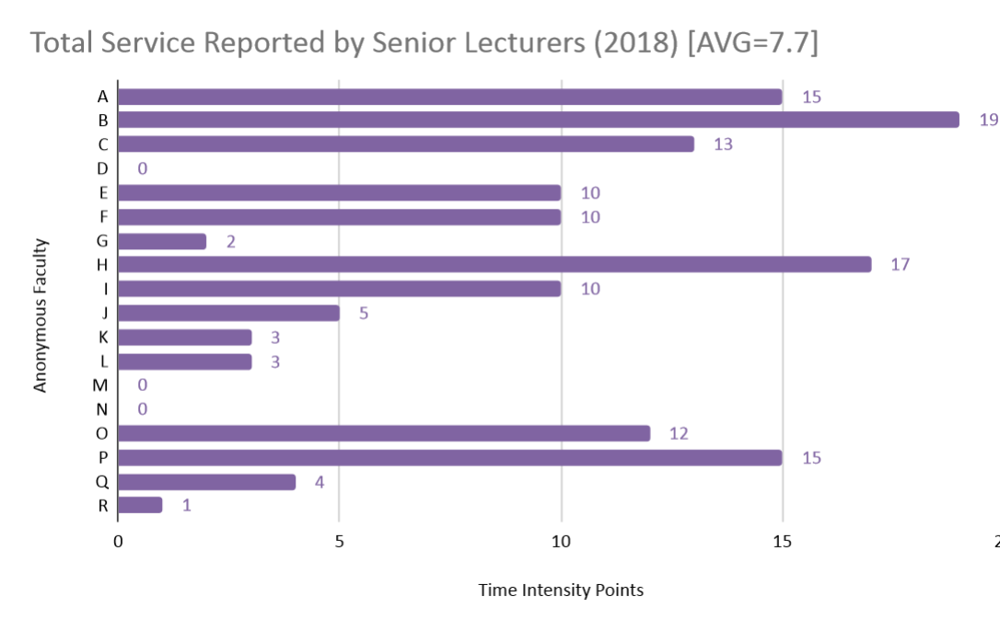 Total Service Reported by Senior Lecturers (2018) [AVG=7.7]
Anonymous Faculty
A 15
B 19
C 13
D 0
E 10
F 10
G 2
H 17
I 10
J 5
K 3
L 3
M 0
N 0
O 12
P 15
Q 4
R 1
0 5 10 15
Time Intensity Points